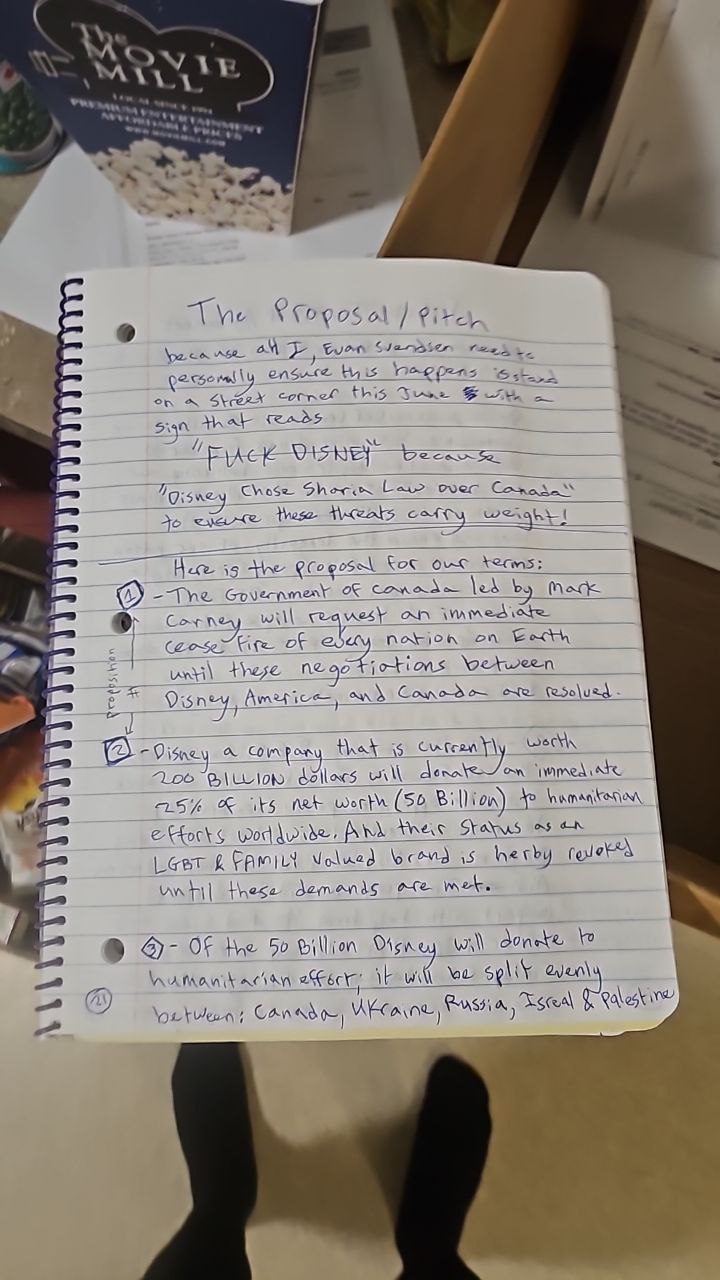 The
MOVIE
MILL
LOCAL SINCE 1994
PREMIUM ENTERTAINMENT
AFFORDABLE PRICES
The Proposal/Pitch
because all I, Evan Svendsen need to
personally ensure this happens is stand
on a street corner this June with a
sign that reads
"FUCK DISNEY" because
"Disney Chose Sharia Law over Canada"
to ensure these threats carry weight!
Here is the proposal for our terms:
1 - The Government of Canada led by Mark
Carney will request an immediate
cease fire of every nation on Earth
until these negotiations between
Disney, America, and Canada are resolved.
proposition #
2 - Disney a company that is currently worth
200 BILLION dollars will donate an immediate
25% of its net worth (50 Billion) to humanitarian
efforts worldwide. And their status as an
LGBT & FAMILY valued brand is herby revoked
until these demands are met.
3 - Of the 50 Billion Disney will donate to
humanitarian effort; it will be split evenly
between: Canada, Ukraine, Russia, Isreal & Palestine
21